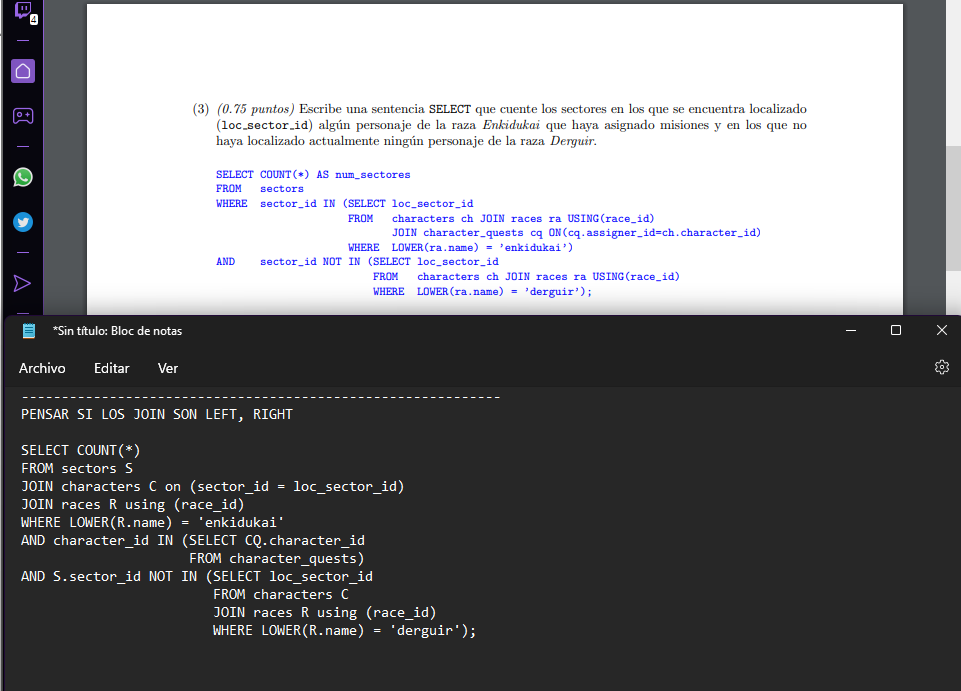 4
(3) (0.75 puntos) Escribe una sentencia SELECT que cuente los sectores en los que se encuentra localizado
(loc_sector_id) algún personaje de la raza Enkidukai que haya asignado misiones y en los que no
haya localizado actualmente ningún personaje de la raza Derguir.
SELECT COUNT(*) AS num_sectores
FROM sectors
WHERE sector_id IN (SELECT loc_sector_id
FROM characters ch JOIN races ra USING(race_id)
JOIN character_quests cq ON(cq.assigner_id=ch.character_id)
WHERE LOWER(ra.name) = ’enkidukai’)
AND sector_id NOT IN (SELECT loc_sector_id
FROM characters ch JOIN races ra USING(race_id)
WHERE LOWER(ra.name) = ’derguir’);
*Sin título: Bloc de notas
Archivo Editar Ver
------------------------------------------------------------
PENSAR SI LOS JOIN SON LEFT, RIGHT
SELECT COUNT(*)
FROM sectors S
JOIN characters C on (sector_id = loc_sector_id)
JOIN races R using (race_id)
WHERE LOWER(R.name) = 'enkidukai'
AND character_id IN (SELECT CQ.character_id
FROM character_quests)
AND S.sector_id NOT IN (SELECT loc_sector_id
FROM characters C
JOIN races R using (race_id)
WHERE LOWER(R.name) = 'derguir');